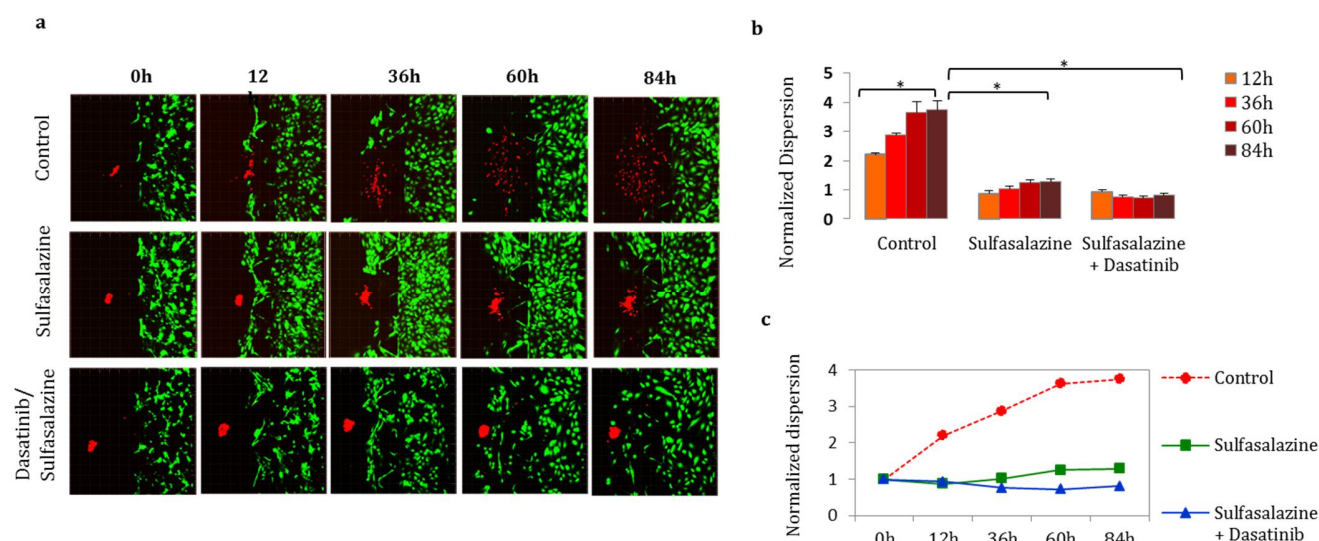 a
0h
12
36h
60h
84h
Control
Sulfasalazine
Dasatinib/
Sulfasalazine
b
Normalized Dispersion
5
4
3
2
1
0
*
*
*
Control
Sulfasalazine
Sulfasalazine
+ Dasatinib
12h
36h
60h
84h
c
Normalized dispersion
4
3
2
1
0
0h
12h
36h
60h
84h
Control
Sulfasalazine
Sulfasalazine
+ Dasatinib